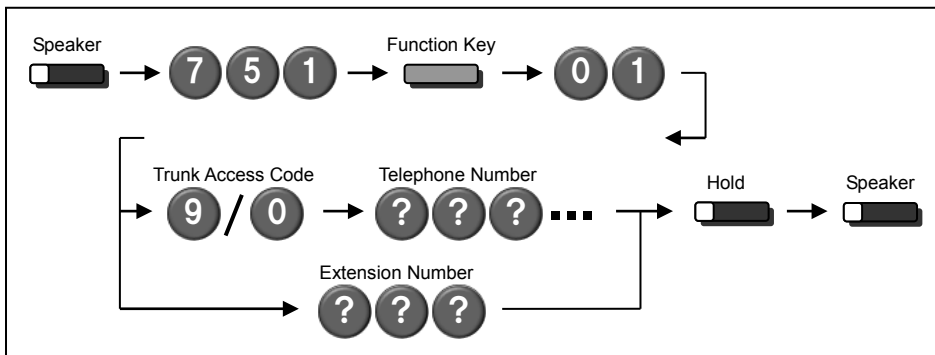 Speaker
Function Key
7 5 1 0 1
Trunk Access Code
Telephone Number
Hold
Speaker
9 / 0 ? ? ? ...
Extension Number
? ? ?